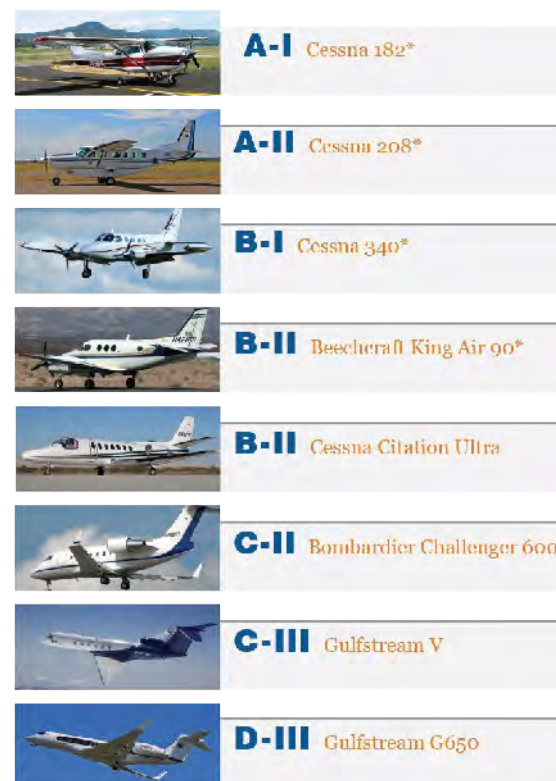 A-I Cessna 182*
A-II Cessna 208*
B-I Cessna 340*
B-II Beechcraft King Air 90*
B-II Cessna Citation Ultra
C-II Bombardier Challenger 600
C-III Gulfstream V
D-III Gulfstream G650